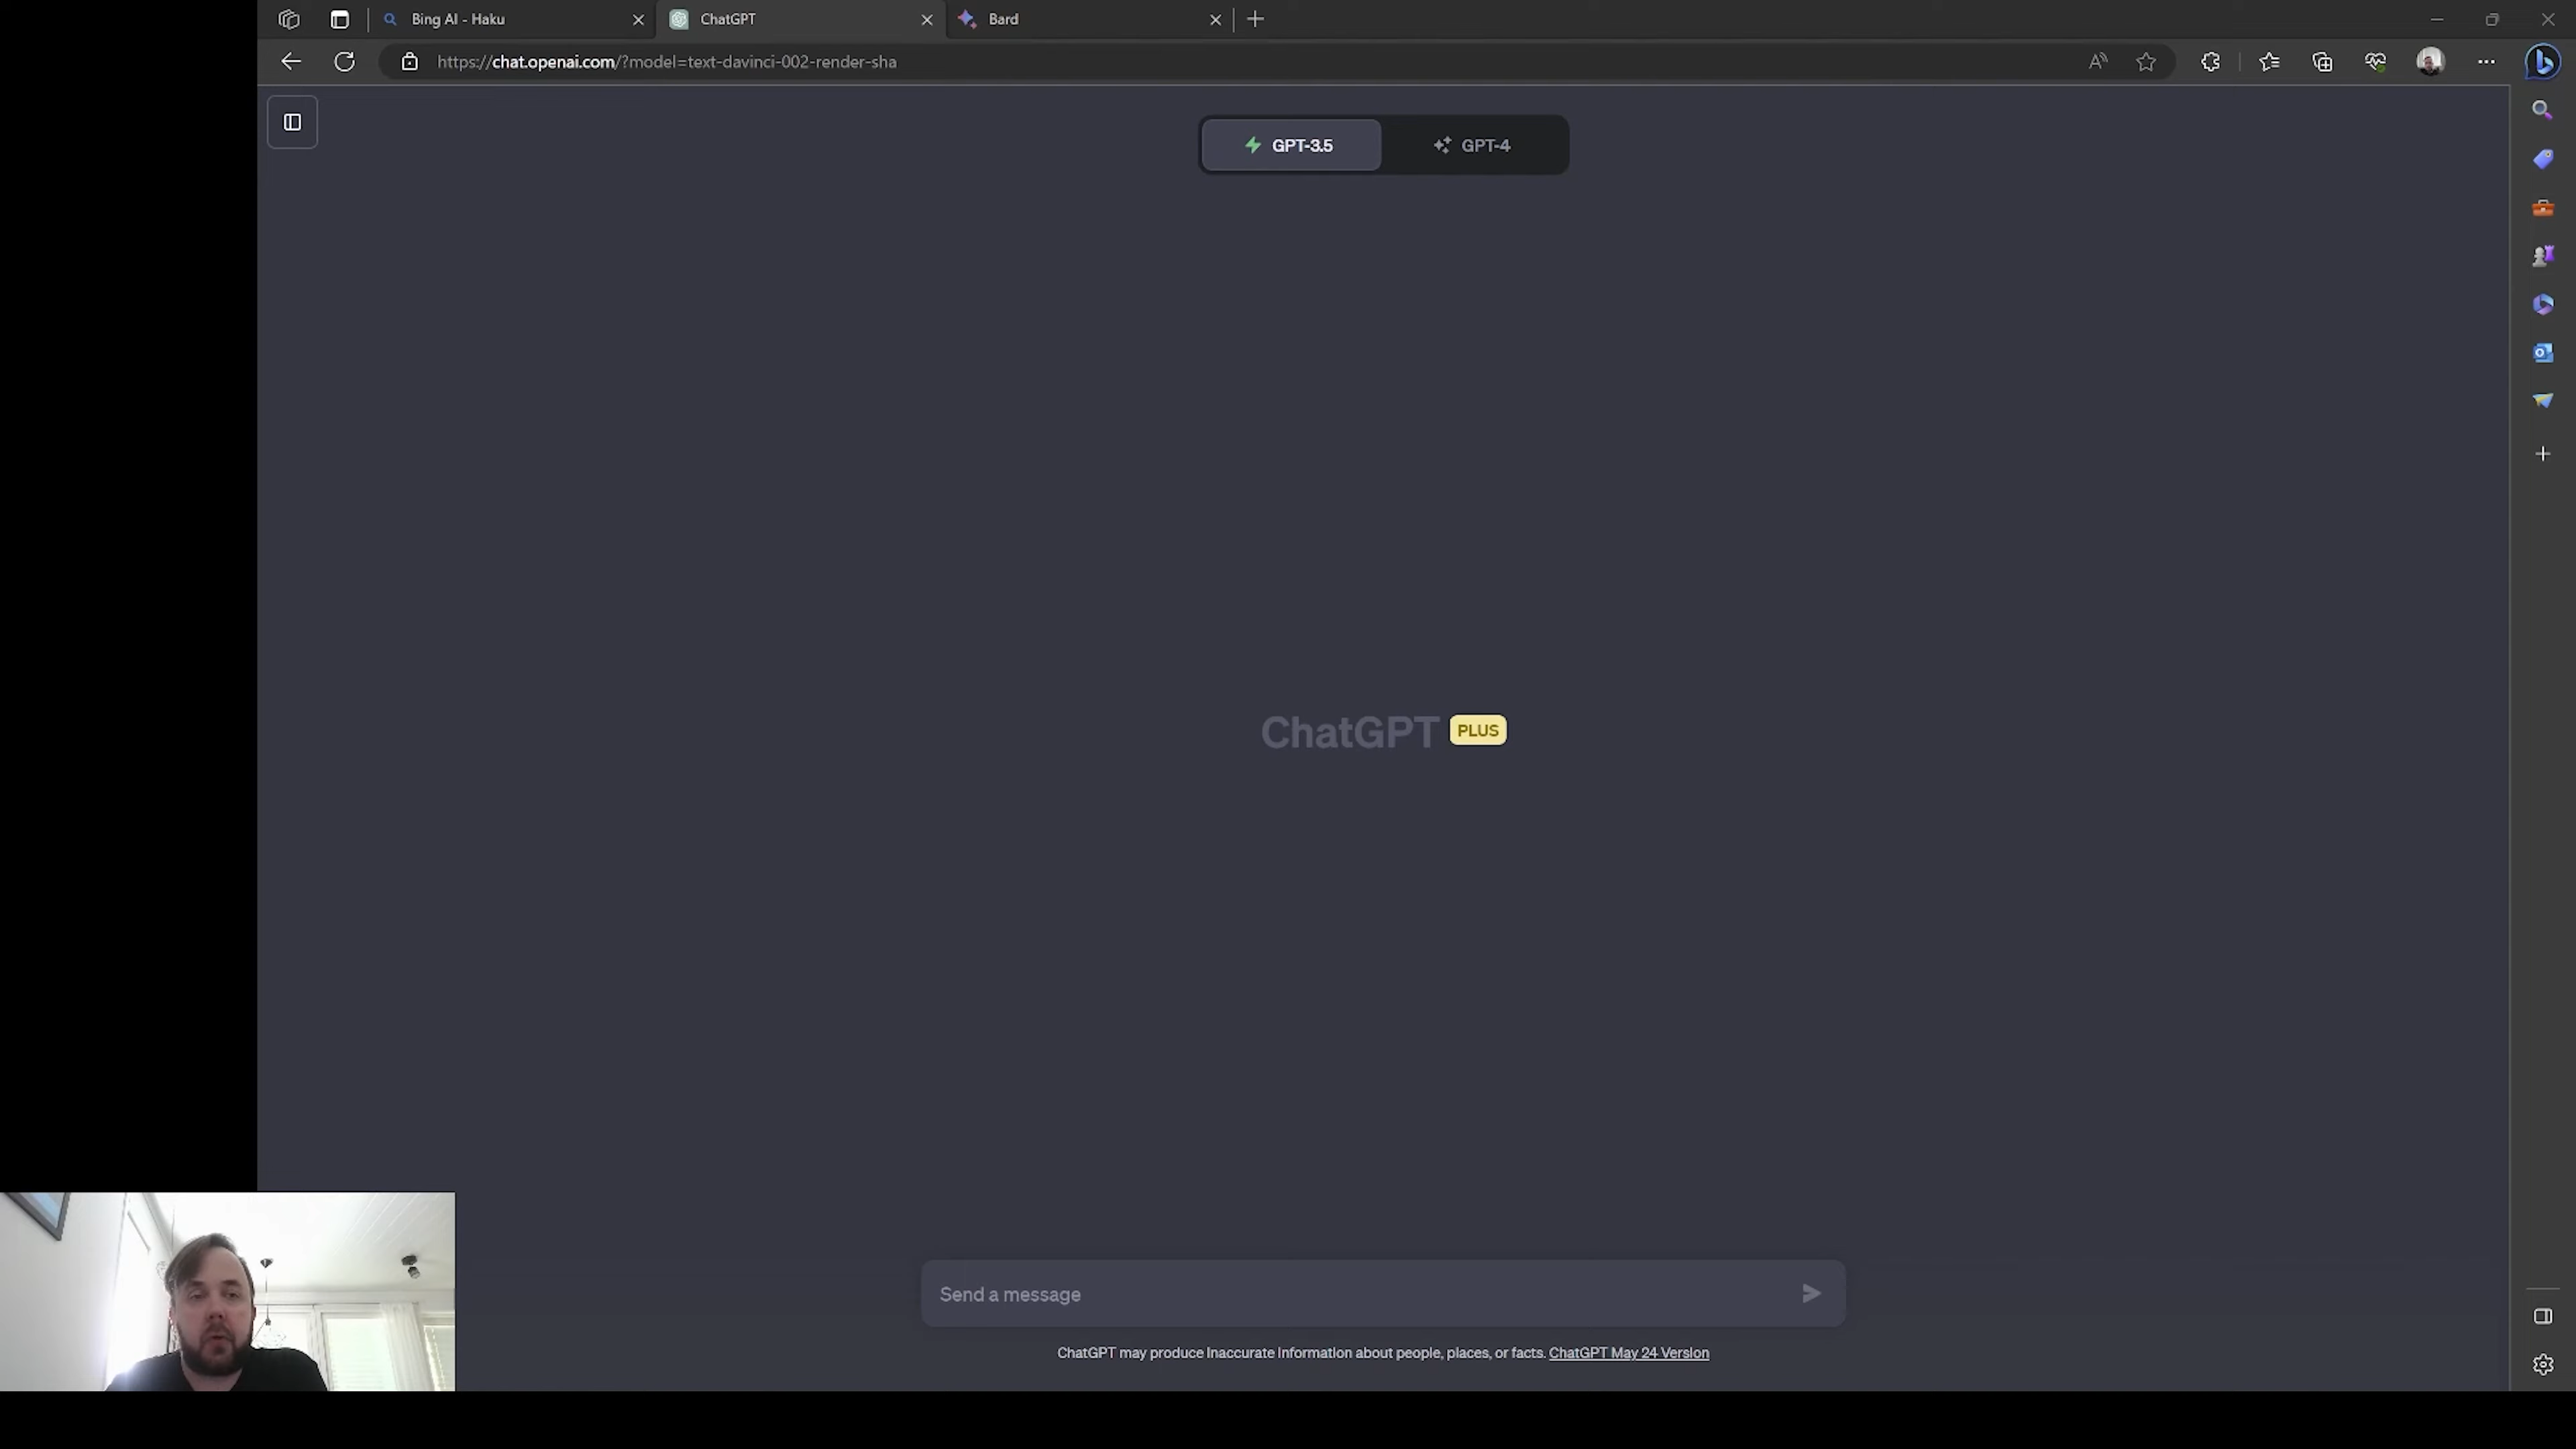 Bing AI - Haku
ChatGPT
Bard
https://chat.openai.com/?model=text-davinci-002-render-sha
GPT-3.5
GPT-4
ChatGPT PLUS
Send a message
ChatGPT may produce inaccurate information about people, places, or facts. ChatGPT May 24 Version